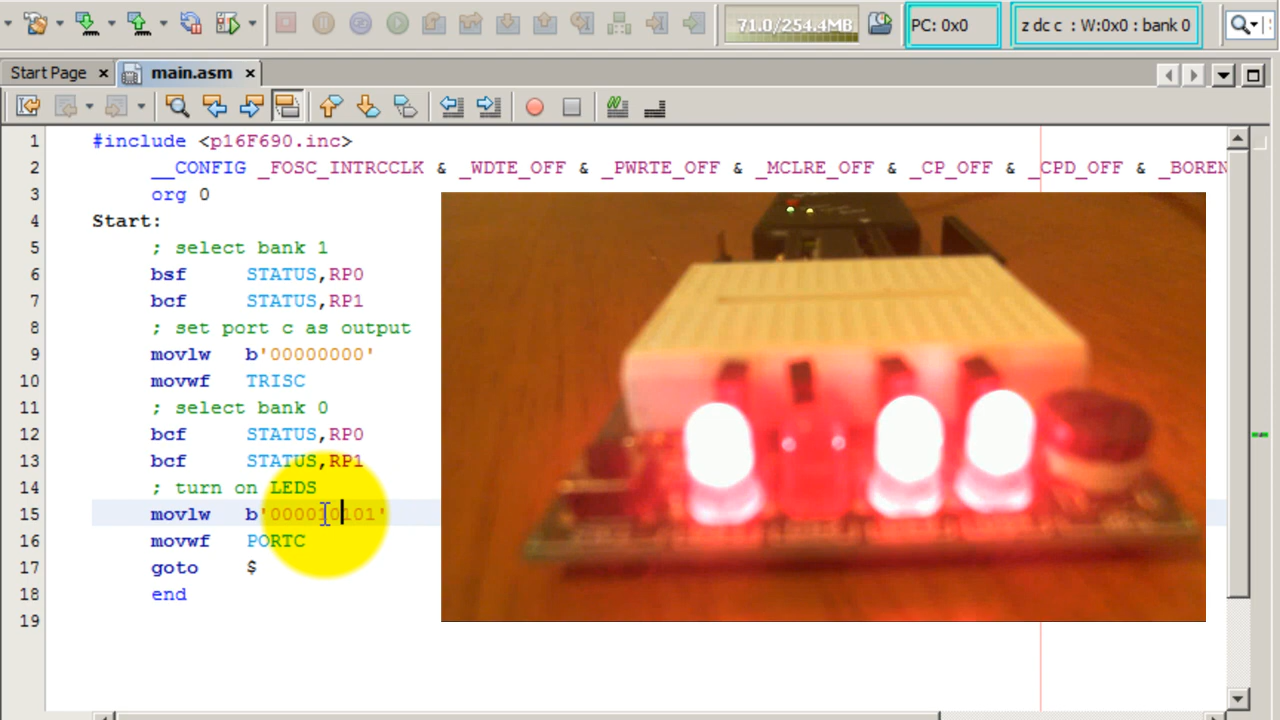 71.0/254.4MB
PC: 0x0
z dc c : W:0x0 : bank 0
Start Page
main.asm
1 #include <p16F690.inc>
2 __CONFIG _FOSC_INTRCCLK & _WDTE_OFF & _PWRTE_OFF & _MCLRE_OFF & _CP_OFF & _CPD_OFF & _BOREN
3 org 0
4 Start:
5 ; select bank 1
6 bsf STATUS,RP0
7 bcf STATUS,RP1
8 ; set port c as output
9 movlw b'00000000'
10 movwf TRISC
11 ; select bank 0
12 bcf STATUS,RP0
13 bcf STATUS,RP1
14 ; turn on LEDS
15 movlw b'000010101'
16 movwf PORTC
17 goto $
18 end
19